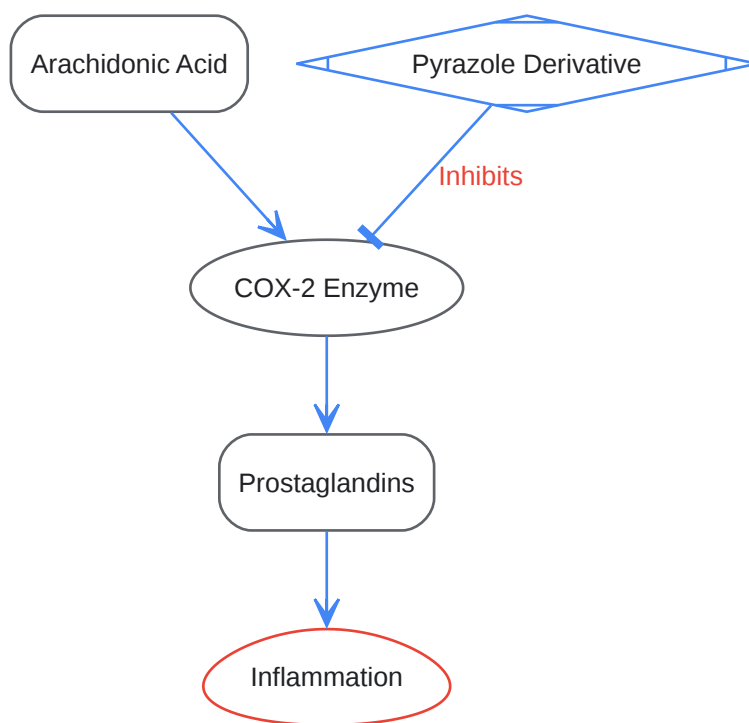 Arachidonic Acid
Pyrazole Derivative
Inhibits
COX-2 Enzyme
Prostaglandins
Inflammation